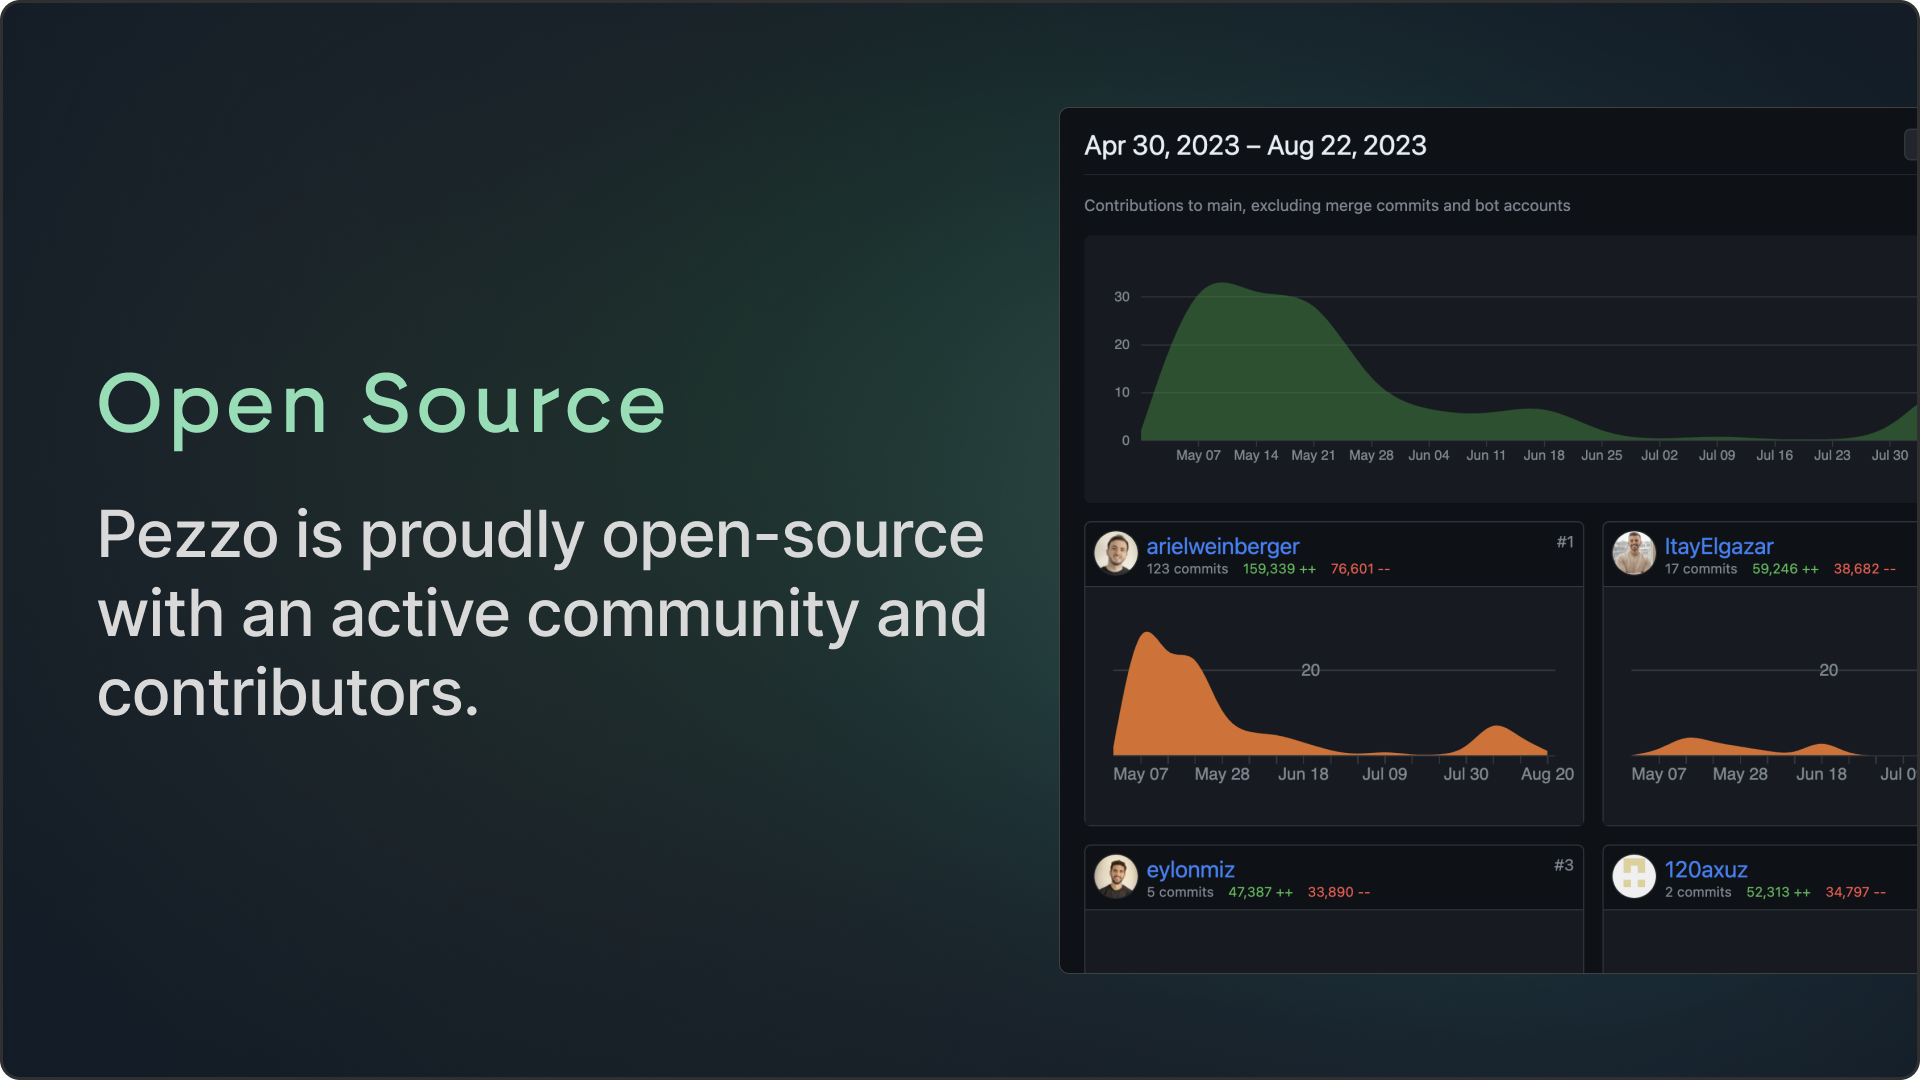 Open Source
Pezzo is proudly open-source
with an active community and
contributors.
Apr 30, 2023 – Aug 22, 2023
Contributions to main, excluding merge commits and bot accounts
30
20
10
0
May 07 May 14 May 21 May 28 Jun 04 Jun 11 Jun 18 Jun 25 Jul 02 Jul 09 Jul 16 Jul 23 Jul 30
arielweinberger #1
123 commits 159,339 ++ 76,601 --
20
May 07 May 28 Jun 18 Jul 09 Jul 30 Aug 20
ItayElgazar
17 commits 59,246 ++ 38,682 --
20
May 07 May 28 Jun 18 Jul 0
eylonmiz #3
5 commits 47,387 ++ 33,890 --
120axuz
2 commits 52,313 ++ 34,797 --